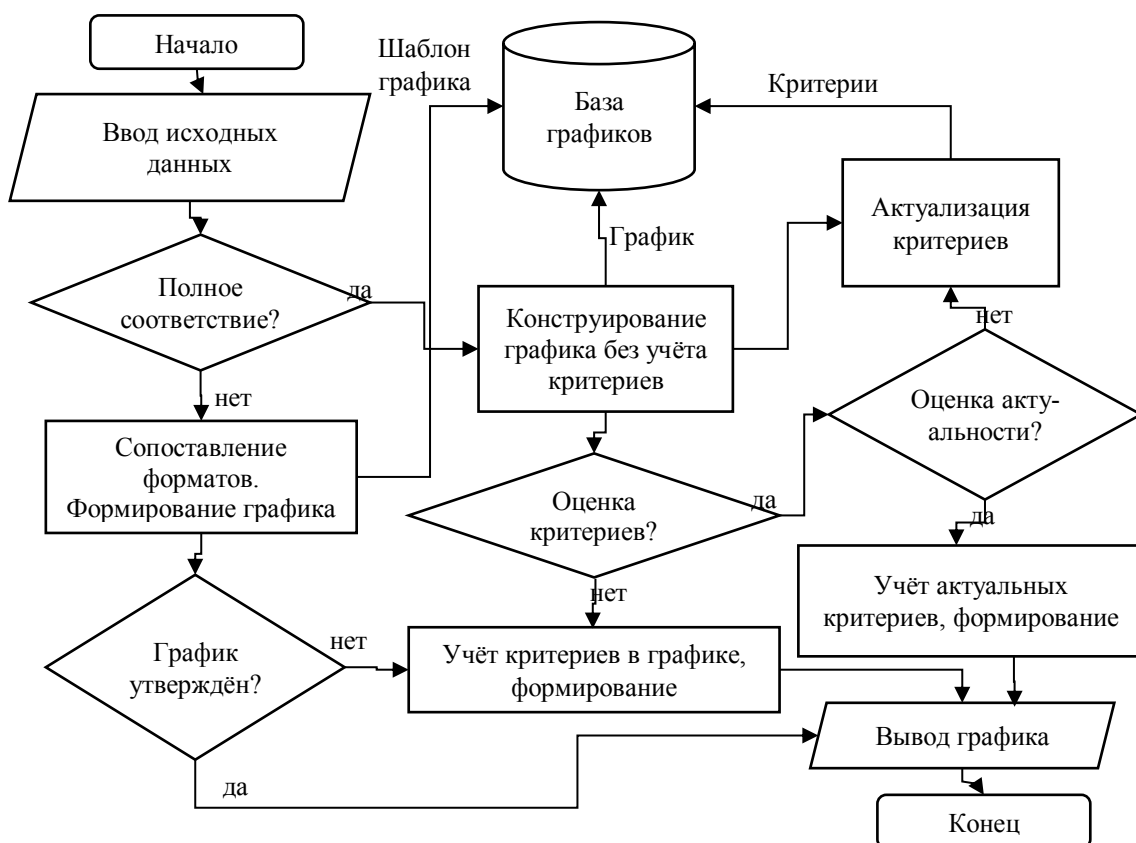 Начало
Шаблон
графика
База
графиков
Критерии
Ввод исходных
данных
Актуализация
критериев
График
Полное
соответствие?
да
Конструирование
графика без учёта
критериев
нет
Оценка акту-
альности?
нет
Сопоставление
форматов.
Формирование графика
Оценка
критериев?
да
да
Учёт актуальных
критериев, формирование
нет
График
утверждён?
нет
Учёт критериев в графике,
формирование
Вывод графика
да
Конец